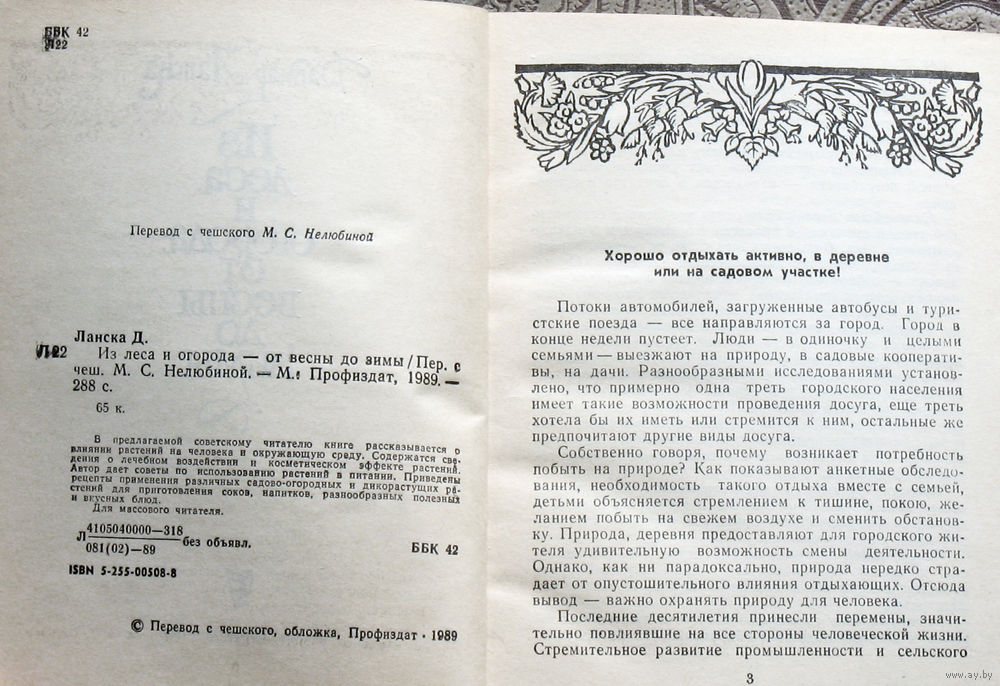 ББК 42
Л22
Перевод с чешского М. С. Нелюбиной
Ланска Д.
Л22
Из леса и огорода — от весны до зимы/Пер. с
чеш. М. С. Нелюбиной. — М.: Профиздат, 1989. —
288 с.
65 к.
В предлагаемой советскому читателю книге рассказывается о
влиянии растений на человека и окружающую среду. Содержатся све-
дения о лечебном воздействии и косметическом эффекте растений.
Автор дает советы по использованию растений в питании. Приведены
рецепты применения различных садово-огородных и дикорастущих ра-
стений для приготовления соков, напитков, разнообразных полезных
и вкусных блюд.
Для массового читателя.
Л 4105040000—318
081(02)—89
без объявл.
ББК 42
ISBN 5-255-00508-8
© Перевод с чешского, обложка, Профиздат · 1989
Хорошо отдыхать активно, в деревне
или на садовом участке!
Потоки автомобилей, загруженные автобусы и тури-
стские поезда — все направляются за город. Город в
конце недели пустеет. Люди — в одиночку и целыми
семьями — выезжают на природу, в садовые кооперати-
вы, на дачи. Разнообразными исследованиями установ-
лено, что примерно одна треть городского населения
имеет такие возможности проведения досуга, еще треть
хотела бы их иметь или стремится к ним, остальные же
предпочитают другие виды досуга.
Собственно говоря, почему возникает потребность
побыть на природе? Как показывают анкетные обследо-
вания, необходимость такого отдыха вместе с семьей,
детьми объясняется стремлением к тишине, покою, же-
ланием побыть на свежем воздухе и сменить обстанов-
ку. Природа, деревня предоставляют для городского жи-
теля удивительную возможность смены деятельности.
Однако, как ни парадоксально, природа нередко стра-
дает от опустошительного влияния отдыхающих. Отсюда
вывод — важно охранять природу для человека.
Последние десятилетия принесли перемены, значи-
тельно повлиявшие на все стороны человеческой жизни.
Стремительное развитие промышленности и сельского
3
www.ay.by